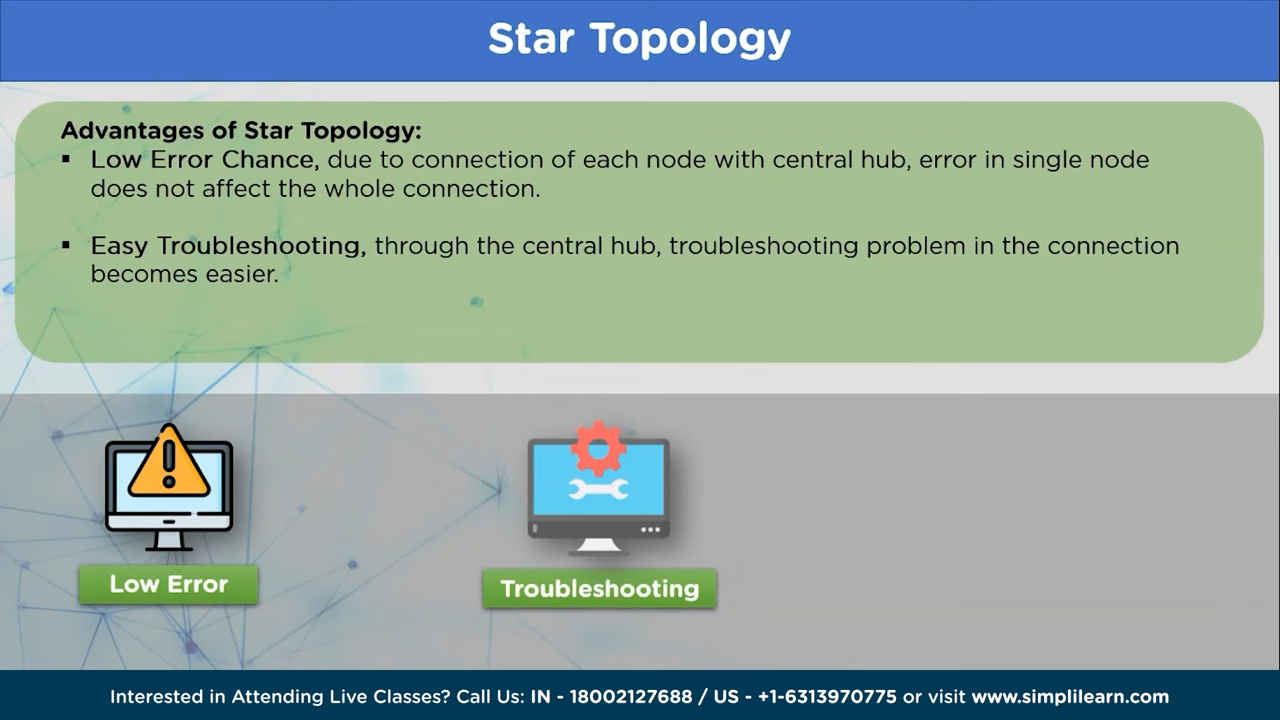 Star Topology
Advantages of Star Topology:
▪ Low Error Chance, due to connection of each node with central hub, error in single node
does not affect the whole connection.
▪ Easy Troubleshooting, through the central hub, troubleshooting problem in the connection
becomes easier.
Low Error
Troubleshooting
Interested in Attending Live Classes? Call Us: IN - 18002127688 / US - +1-6313970775 or visit www.simplilearn.com